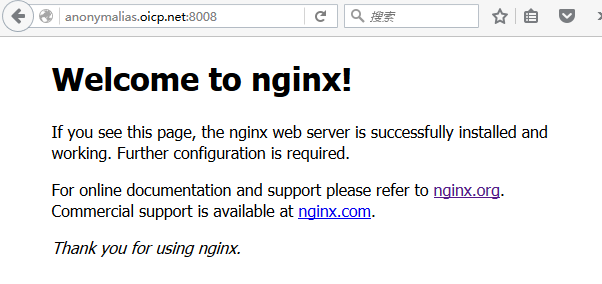 anonymalias.oicp.net:8008
搜索
Welcome to nginx!
If you see this page, the nginx web server is successfully installed and
working. Further configuration is required.
For online documentation and support please refer to nginx.org.
Commercial support is available at nginx.com.
Thank you for using nginx.